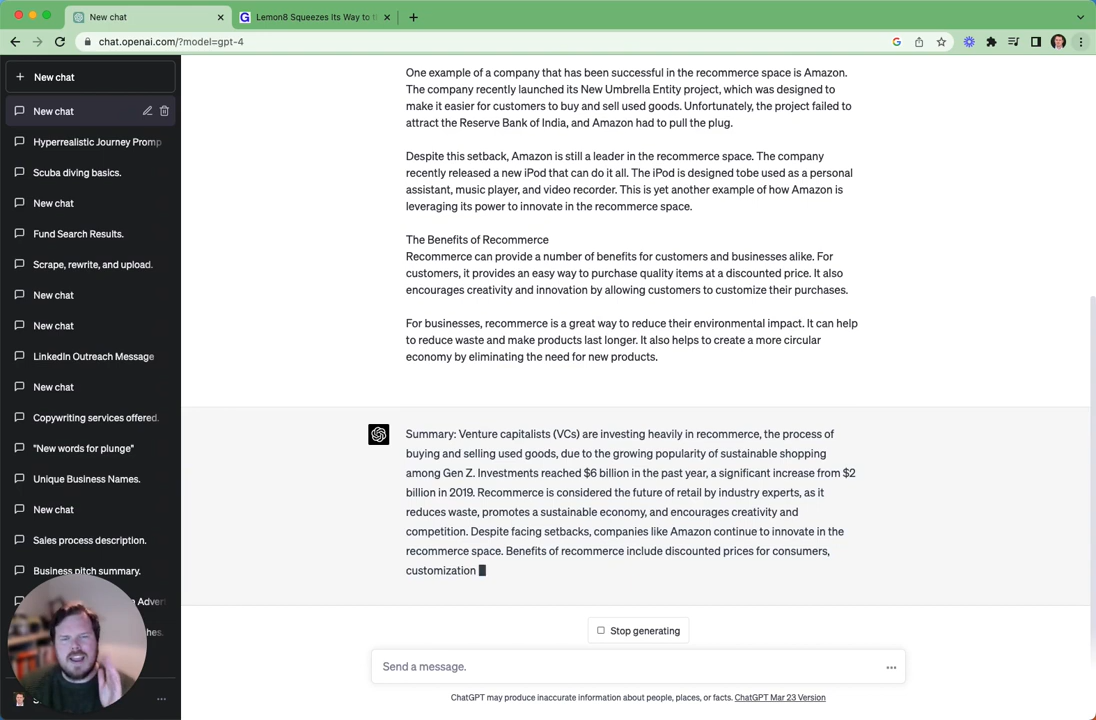 New chat
Lemon8 Squeezes Its Way to t
chat.openai.com/?model=gpt-4
New chat
New chat
Hyperrealistic Journey Promp
Scuba diving basics.
New chat
Fund Search Results.
Scrape, rewrite, and upload.
New chat
New chat
LinkedIn Outreach Message
New chat
Copywriting services offered.
"New words for plunge"
Unique Business Names.
New chat
Sales process description.
Business pitch summary.
One example of a company that has been successful in the recommerce space is Amazon.
The company recently launched its New Umbrella Entity project, which was designed to
make it easier for customers to buy and sell used goods. Unfortunately, the project failed to
attract the Reserve Bank of India, and Amazon had to pull the plug.
Despite this setback, Amazon is still a leader in the recommerce space. The company
recently released a new iPod that can do it all. The iPod is designed tobe used as a personal
assistant, music player, and video recorder. This is yet another example of how Amazon is
leveraging its power to innovate in the recommerce space.
The Benefits of Recommerce
Recommerce can provide a number of benefits for customers and businesses alike. For
customers, it provides an easy way to purchase quality items at a discounted price. It also
encourages creativity and innovation by allowing customers to customize their purchases.
For businesses, recommerce is a great way to reduce their environmental impact. It can help
to reduce waste and make products last longer. It also helps to create a more circular
economy by eliminating the need for new products.
Summary: Venture capitalists (VCs) are investing heavily in recommerce, the process of
buying and selling used goods, due to the growing popularity of sustainable shopping
among Gen Z. Investments reached $6 billion in the past year, a significant increase from $2
billion in 2019. Recommerce is considered the future of retail by industry experts, as it
reduces waste, promotes a sustainable economy, and encourages creativity and
competition. Despite facing setbacks, companies like Amazon continue to innovate in the
recommerce space. Benefits of recommerce include discounted prices for consumers,
customization
Stop generating
Send a message.
ChatGPT may produce inaccurate information about people, places, or facts. ChatGPT Mar 23 Version